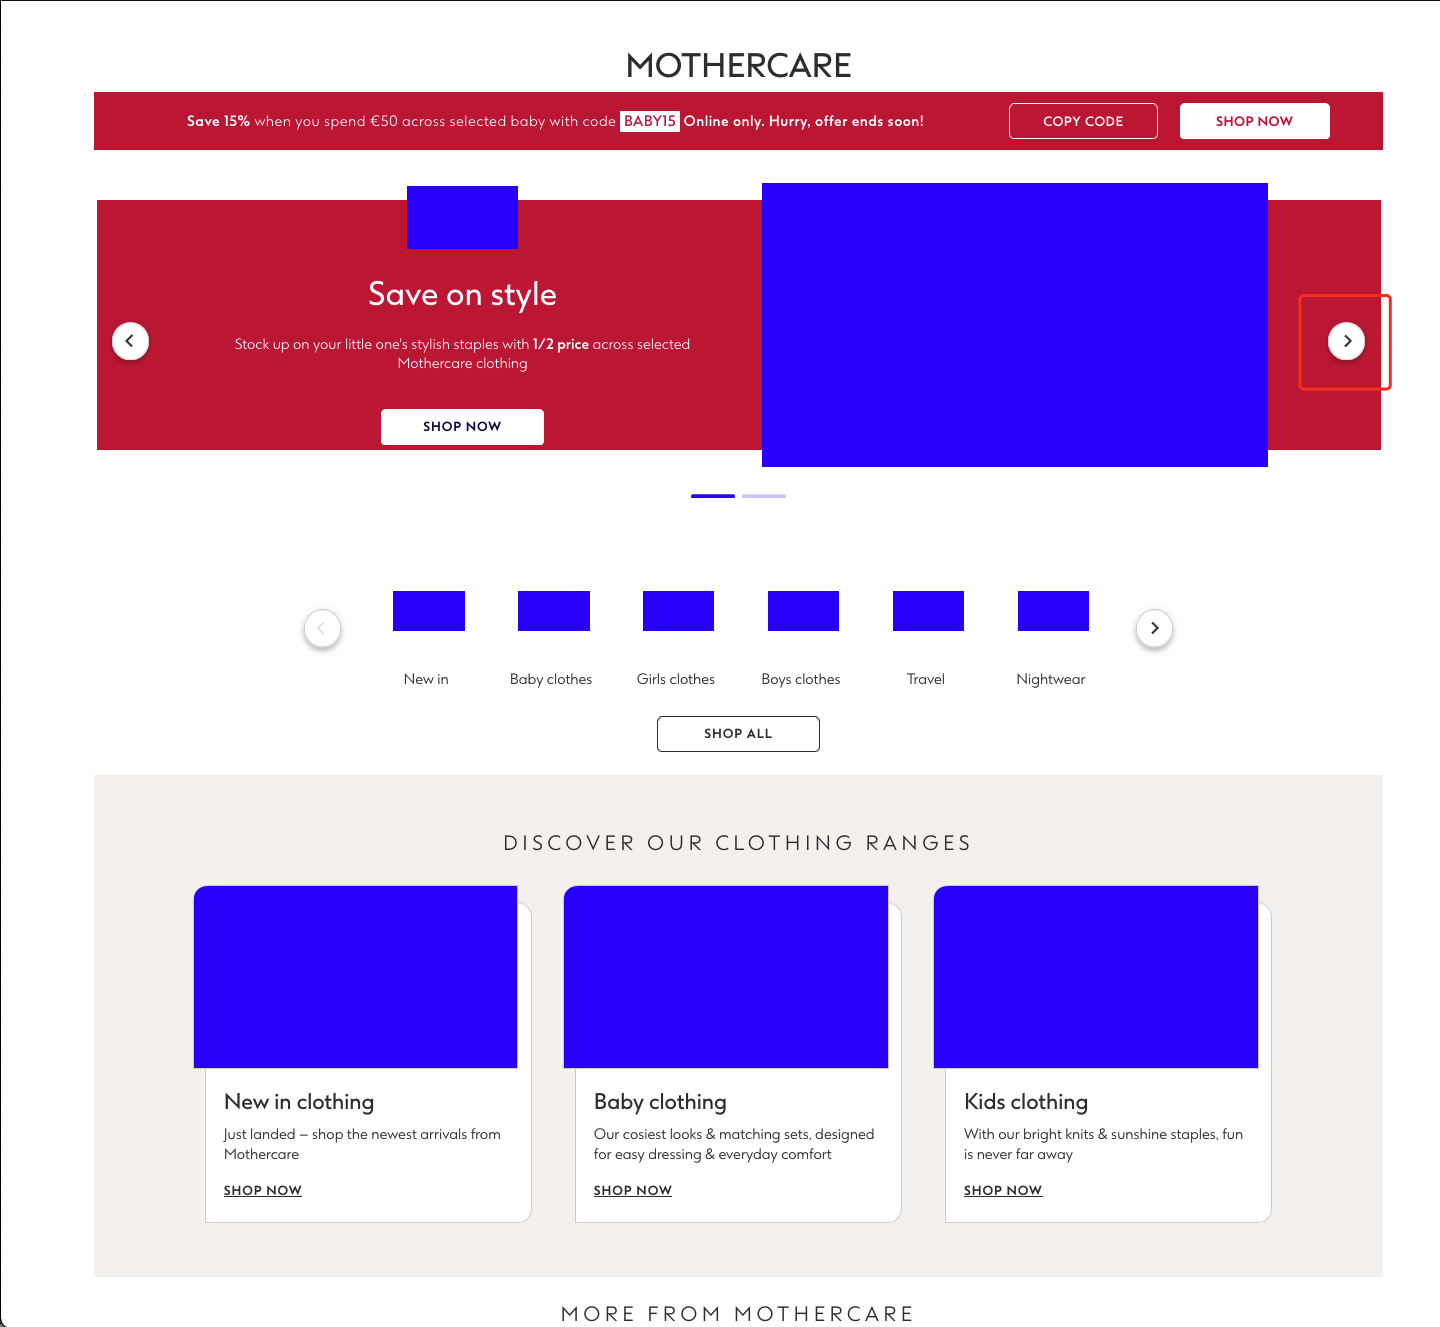 MOTHERCARE
Save 15% when you spend €50 across selected baby with code BABY15 Online only. Hurry, offer ends soon!
COPY CODE
SHOP NOW
Save on style
Stock up on your little one's stylish staples with 1/2 price across selected
Mothercare clothing
SHOP NOW
New in
Baby clothes
Girls clothes
Boys clothes
Travel
Nightwear
SHOP ALL
DISCOVER OUR CLOTHING RANGES
New in clothing
Just landed – shop the newest arrivals from
Mothercare
SHOP NOW
Baby clothing
Our cosiest looks & matching sets, designed
for easy dressing & everyday comfort
SHOP NOW
Kids clothing
With our bright knits & sunshine staples, fun
is never far away
SHOP NOW
MORE FROM MOTHERCARE